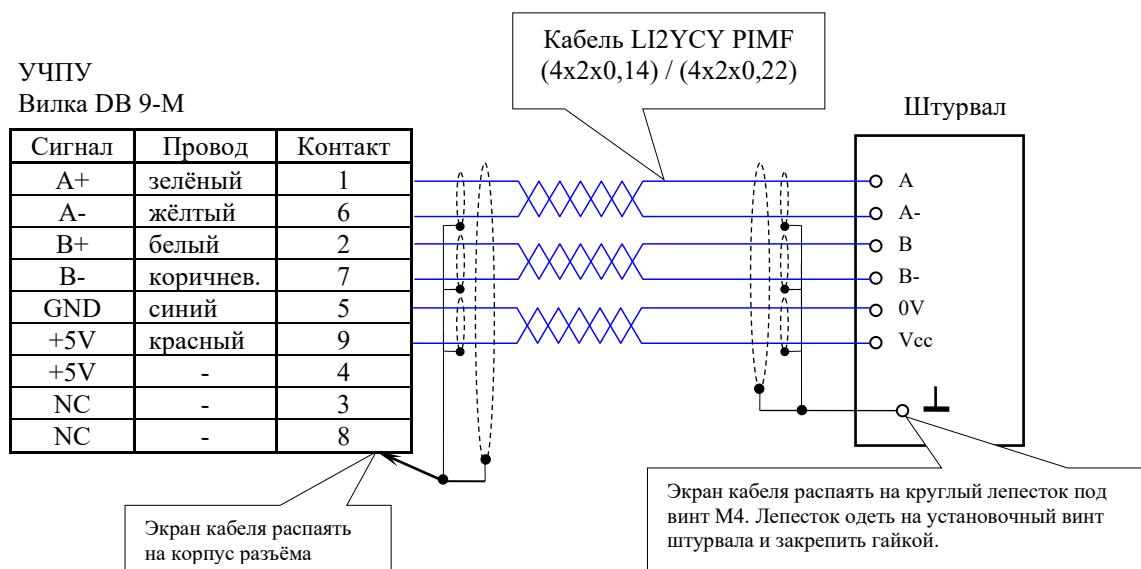 Кабель LI2YCY PIMF
(4x2x0,14) / (4x2x0,22)
УЧПУ
Вилка DB 9-M
Штурвал
Сигнал Провод Контакт
A+ зелёный 1
A- жёлтый 6
B+ белый 2
B- коричнев. 7
GND синий 5
+5V красный 9
+5V - 4
NC - 3
NC - 8
A
A-
B
B-
0V
Vcc
Экран кабеля распаять
на корпус разъёма
Экран кабеля распаять на круглый лепесток под
винт М4. Лепесток одеть на установочный винт
штурвала и закрепить гайкой.